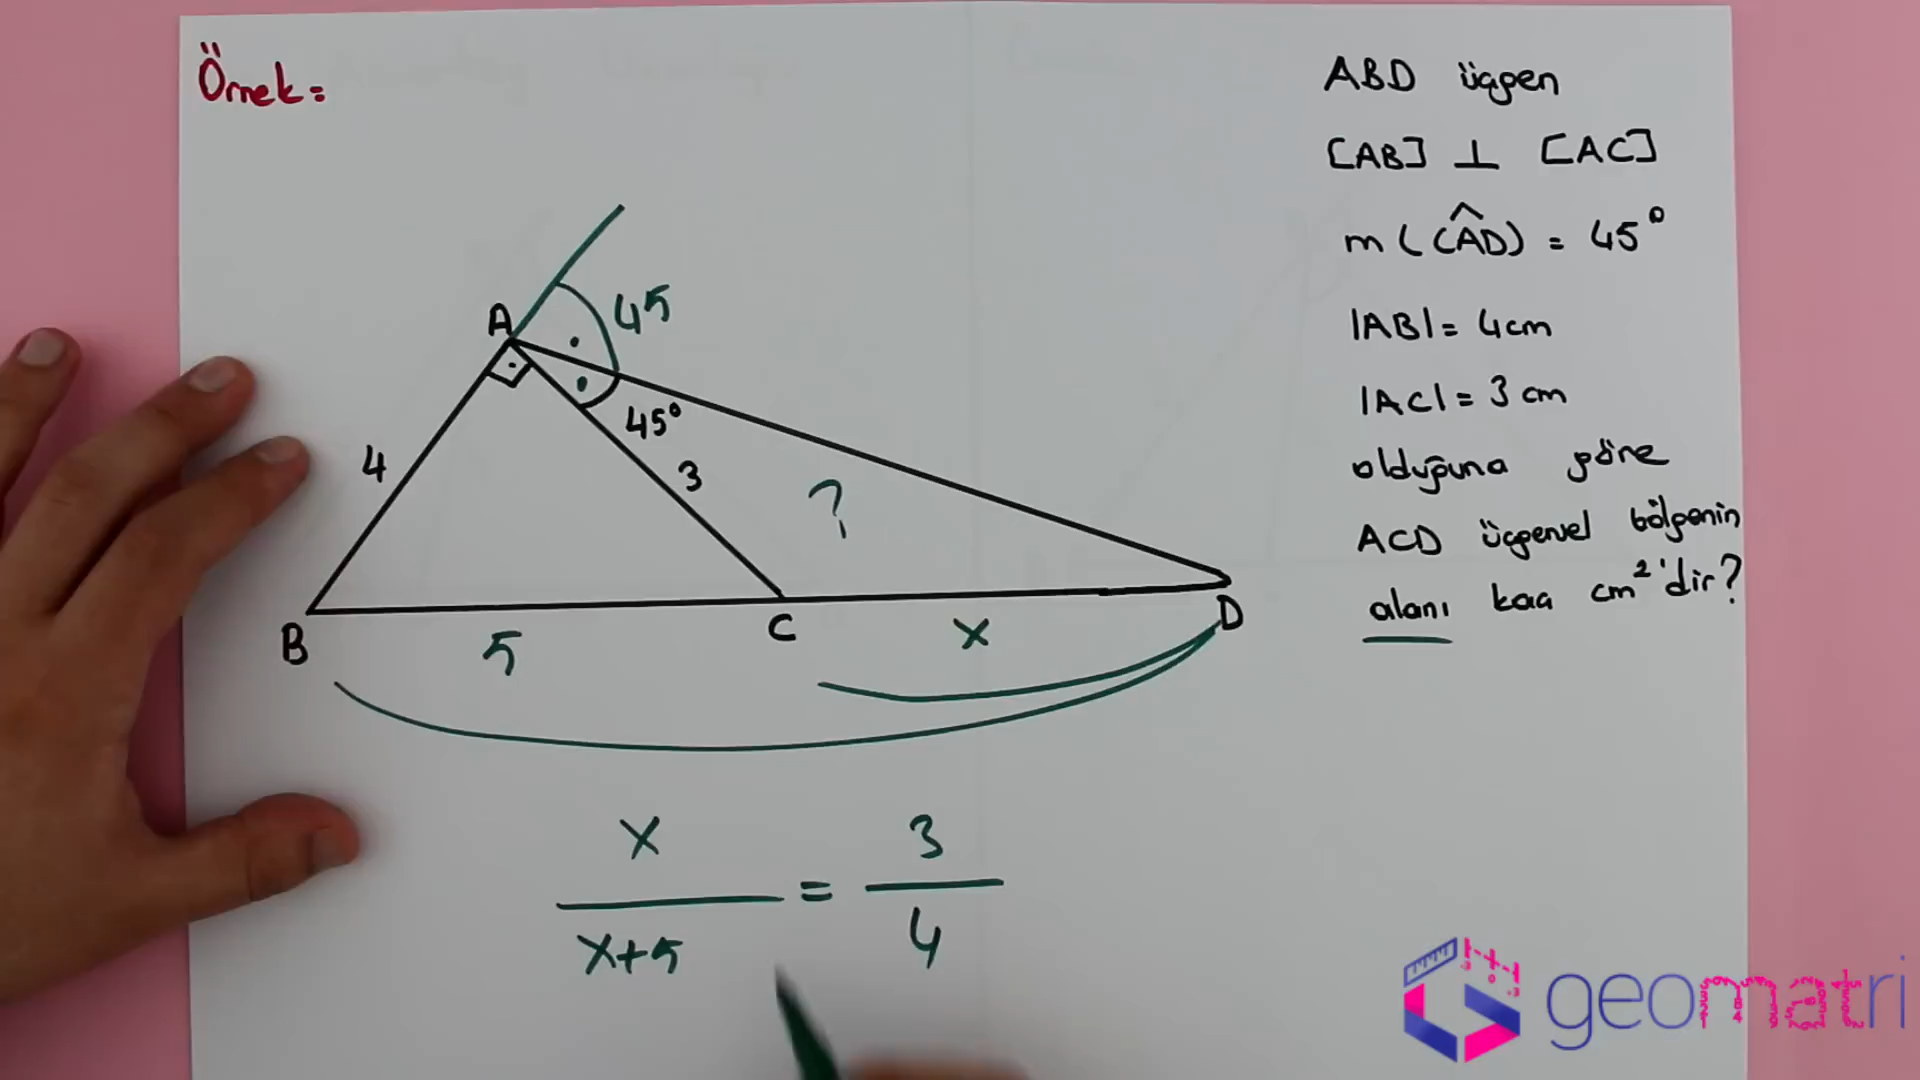 Örnek=
ABD üçgen
[AB] ⊥ [AC]
m(CÂD) = 45°
|AB|= 4cm
|AC|= 3 cm
olduğuna göre
ACD üçgensel bölgenin
alanı kaç cm²'dir?
A
45
45°
4
3
?
B
5
C
x
D
x
3
=
x+5
4
geomatri